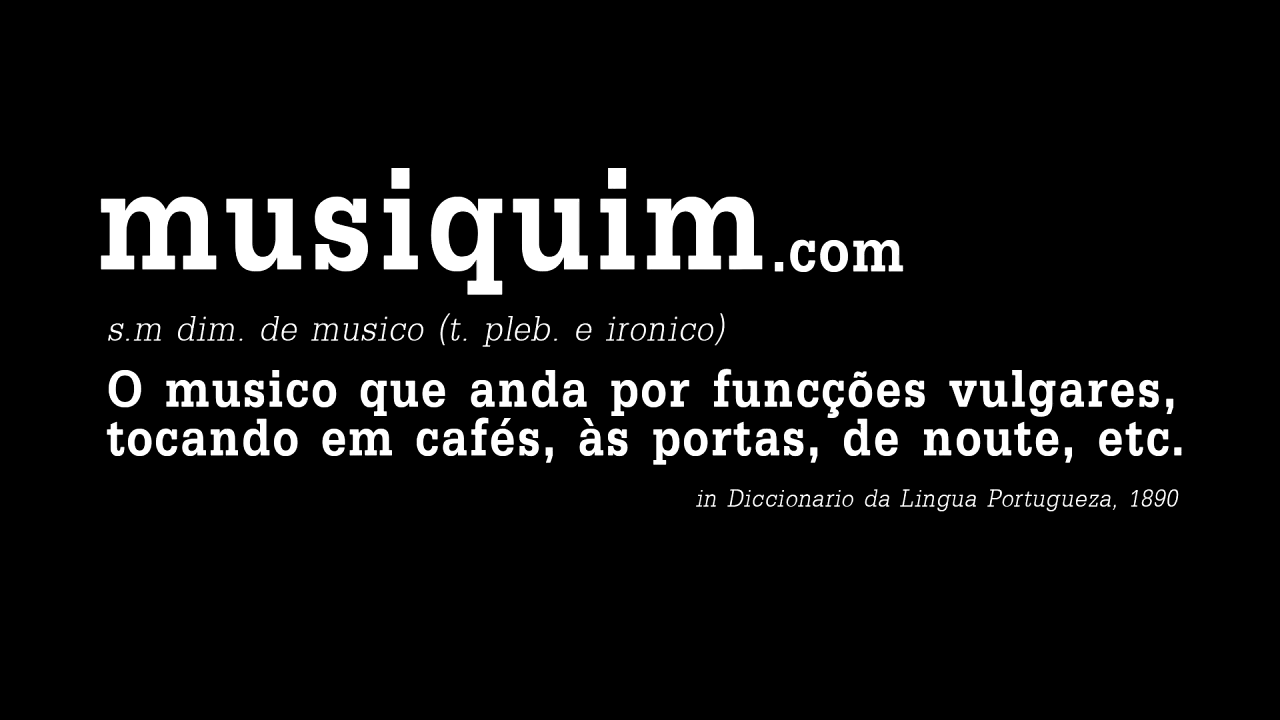 musiquim.com
s.m dim. de musico (t. pleb. e ironico)
O musico que anda por funcções vulgares,
tocando em cafés, às portas, de noute, etc.
in Diccionario da Lingua Portugueza, 1890